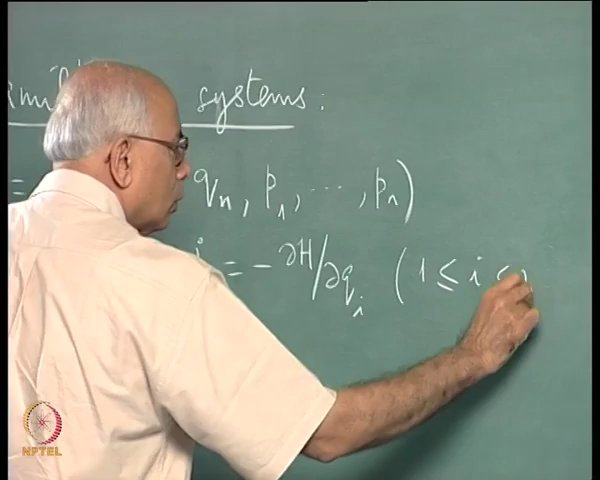 systems :
= qn, p1, ... , pn)
= - ∂H/∂qi (1 ≤ i ≤
NPTEL